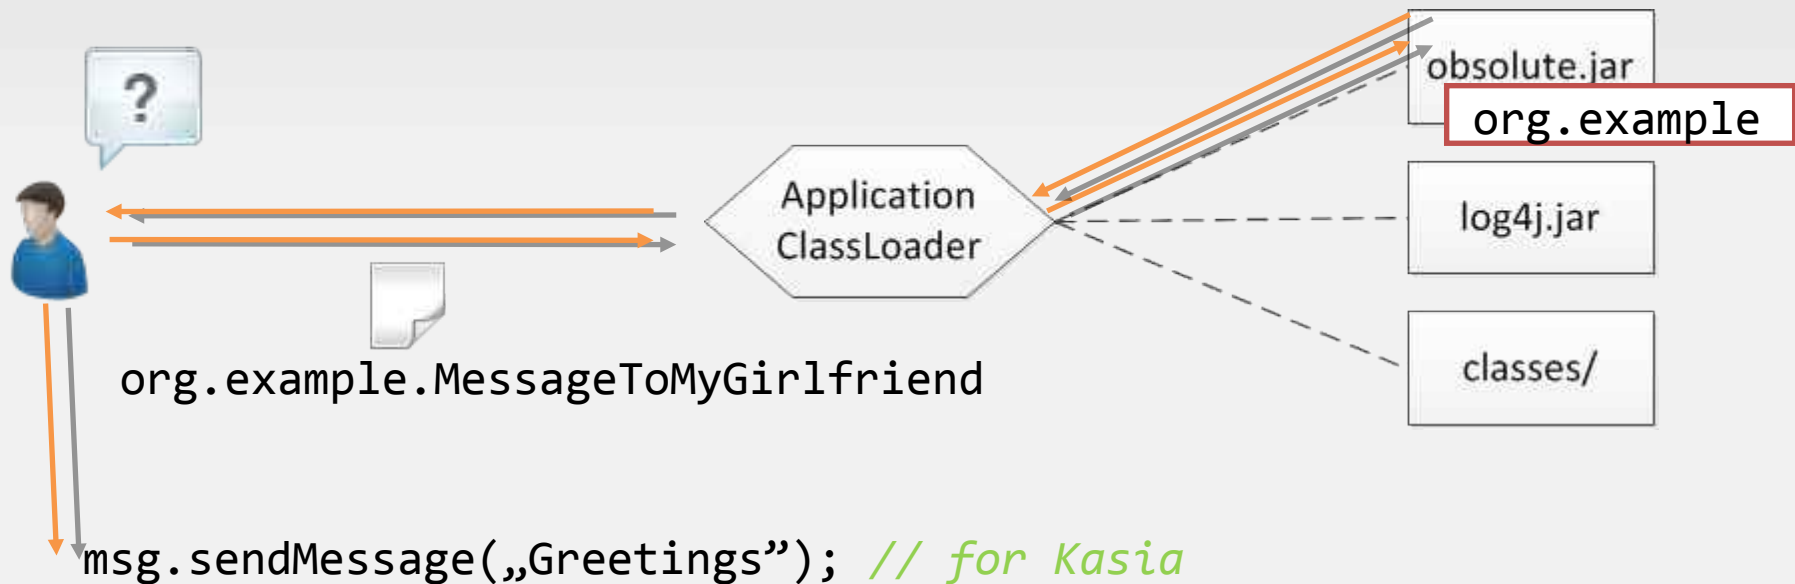 ?
obsolute.jar
org.example
Application
ClassLoader
log4j.jar
classes/
org.example.MessageToMyGirlfriend
msg.sendMessage(„Greetings”); // for Kasia